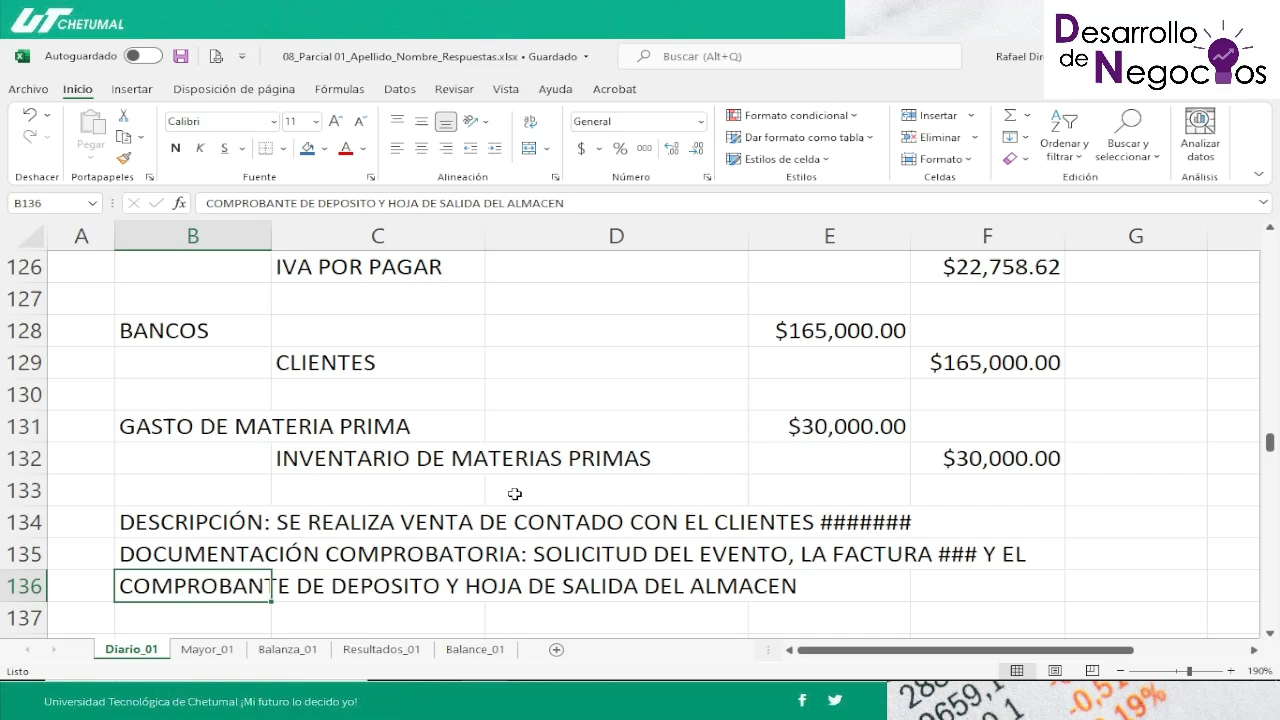 UT CHETUMAL
Desarrollo
de Negocios
Autoguardado
08_Parcial 01_Apellido_Nombre_Respuestas.xlsx • Guardado
Buscar (Alt+Q)
Rafael Dir
Archivo Inicio Insertar Disposición de página Fórmulas Datos Revisar Vista Ayuda Acrobat
Pegar
Calibri 11
N K S
General
$ % 000
Formato condicional
Dar formato como tabla
Estilos de celda
Insertar
Eliminar
Formato
Ordenar y filtrar
Buscar y seleccionar
Analizar datos
Deshacer Portapapeles Fuente Alineación Número Estilos Celdas Edición Análisis
B136 fx COMPROBANTE DE DEPOSITO Y HOJA DE SALIDA DEL ALMACEN
A B C D E F G
126 IVA POR PAGAR $22,758.62
127
128 BANCOS $165,000.00
129 CLIENTES $165,000.00
130
131 GASTO DE MATERIA PRIMA $30,000.00
132 INVENTARIO DE MATERIAS PRIMAS $30,000.00
133
134 DESCRIPCIÓN: SE REALIZA VENTA DE CONTADO CON EL CLIENTES #######
135 DOCUMENTACIÓN COMPROBATORIA: SOLICITUD DEL EVENTO, LA FACTURA ### Y EL
136 COMPROBANTE DE DEPOSITO Y HOJA DE SALIDA DEL ALMACEN
137
Diario_01 Mayor_01 Balanza_01 Resultados_01 Balance_01
Listo 190%
Universidad Tecnológica de Chetumal ¡Mi futuro lo decido yo!